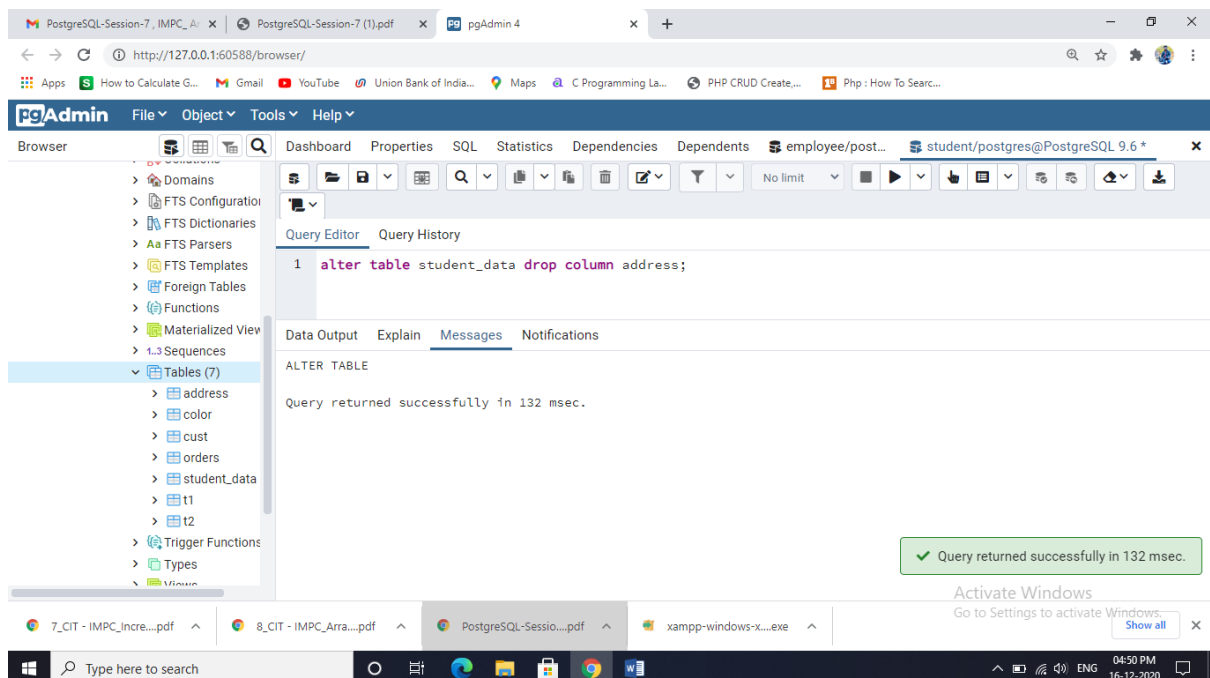 PostgreSQL-Session-7 , IMPC_ Ar PostgreSQL-Session-7 (1).pdf pgAdmin 4
http://127.0.0.1:60588/browser/
Apps How to Calculate G... Gmail YouTube Union Bank of India... Maps C Programming La... PHP CRUD Create,... Php : How To Searc...
pgAdmin File Object Tools Help
Browser Dashboard Properties SQL Statistics Dependencies Dependents employee/post... student/postgres@PostgreSQL 9.6 *
Domains
No limit
FTS Configuration
FTS Dictionaries
Aa FTS Parsers
Query Editor Query History
FTS Templates
1 alter table student_data drop column address;
Foreign Tables
Functions
Materialized View
Data Output Explain Messages Notifications
1..3 Sequences
ALTER TABLE
Tables (7)
address
Query returned successfully in 132 msec.
color
cust
orders
student_data
t1
t2
Trigger Functions
Query returned successfully in 132 msec.
Types
Views
Activate Windows
Go to Settings to activate Windows.
7_CIT - IMPC_Incre....pdf 8_CIT - IMPC_Arra....pdf PostgreSQL-Sessio....pdf xampp-windows-x....exe Show all
Type here to search ENG 04:50 PM
16-12-2020